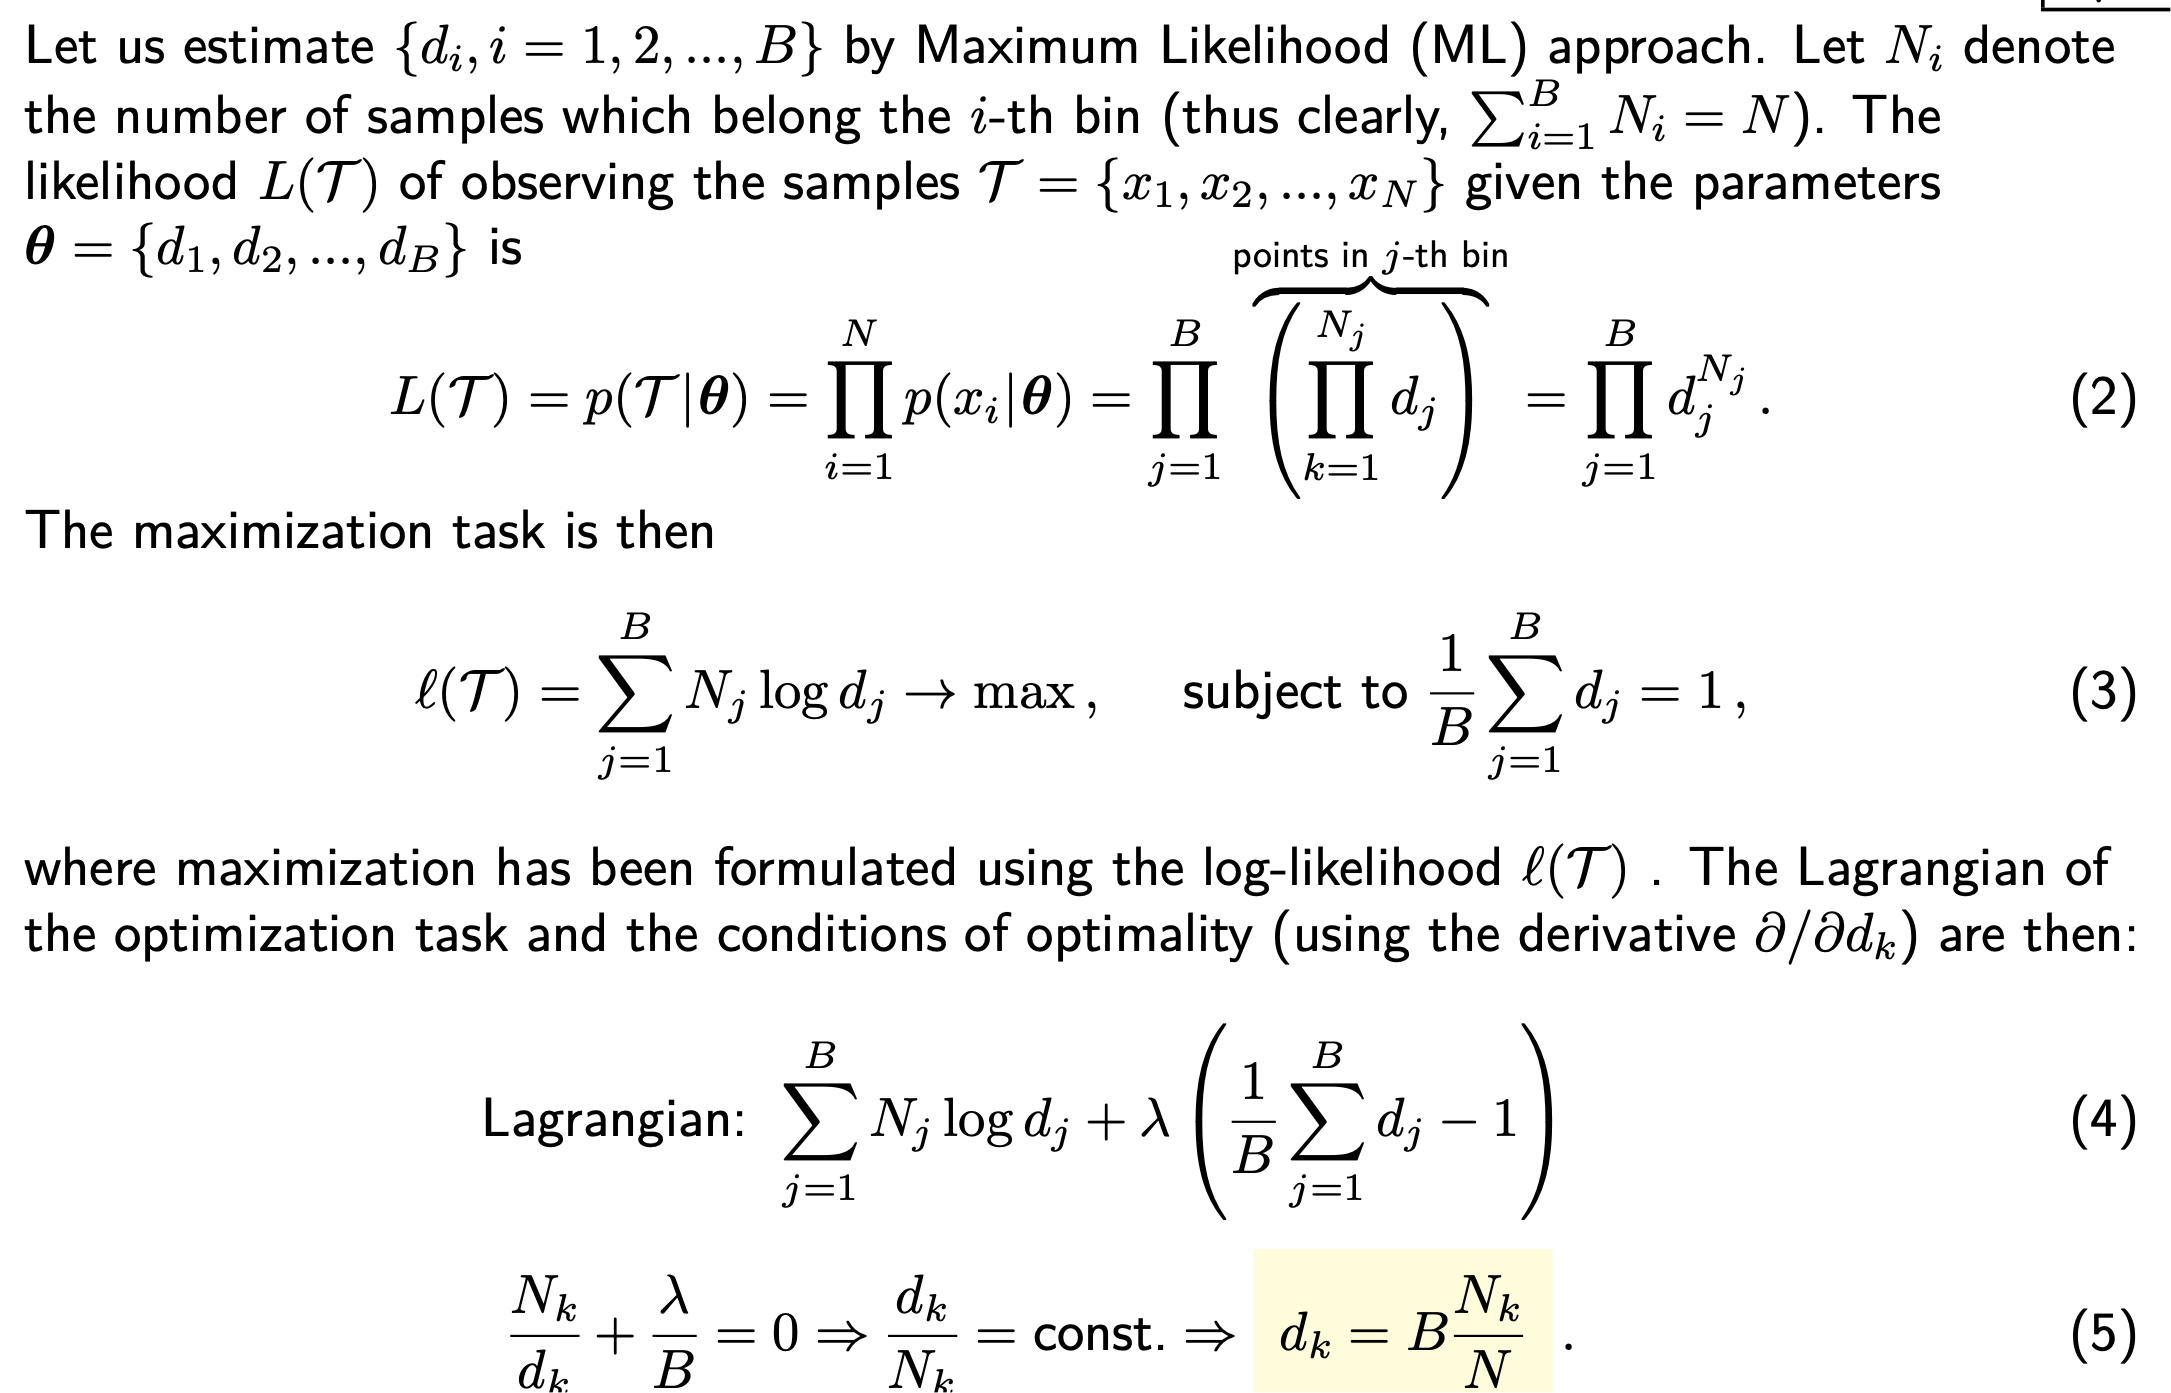 Let us estimate $\{d_i, i = 1, 2, ..., B\}$ by Maximum Likelihood (ML) approach. Let $N_i$ denote
the number of samples which belong the $i$-th bin (thus clearly, $\sum_{i=1}^{B} N_i = N$). The
likelihood $L(\mathcal{T})$ of observing the samples $\mathcal{T} = \{x_1, x_2, ..., x_N\}$ given the parameters
$\boldsymbol{\theta} = \{d_1, d_2, ..., d_B\}$ is
$$L(\mathcal{T}) = p(\mathcal{T}|\boldsymbol{\theta}) = \prod_{i=1}^{N} p(x_i|\boldsymbol{\theta}) = \prod_{j=1}^{B} \overbrace{\left(\prod_{k=1}^{N_j} d_j\right)}^{\text{points in } j\text{-th bin}} = \prod_{j=1}^{B} d_j^{N_j} . \quad (2)$$
The maximization task is then
$$\ell(\mathcal{T}) = \sum_{j=1}^{B} N_j \log d_j \rightarrow \max , \quad \text{subject to } \frac{1}{B} \sum_{j=1}^{B} d_j = 1 , \quad (3)$$
where maximization has been formulated using the log-likelihood $\ell(\mathcal{T})$ . The Lagrangian of
the optimization task and the conditions of optimality (using the derivative $\partial/\partial d_k$) are then:
$$\text{Lagrangian: } \sum_{j=1}^{B} N_j \log d_j + \lambda \left(\frac{1}{B} \sum_{j=1}^{B} d_j - 1\right) \quad (4)$$
$$\frac{N_k}{d_k} + \frac{\lambda}{B} = 0 \Rightarrow \frac{d_k}{N_k} = \text{const.} \Rightarrow d_k = B \frac{N_k}{N} . \quad (5)$$